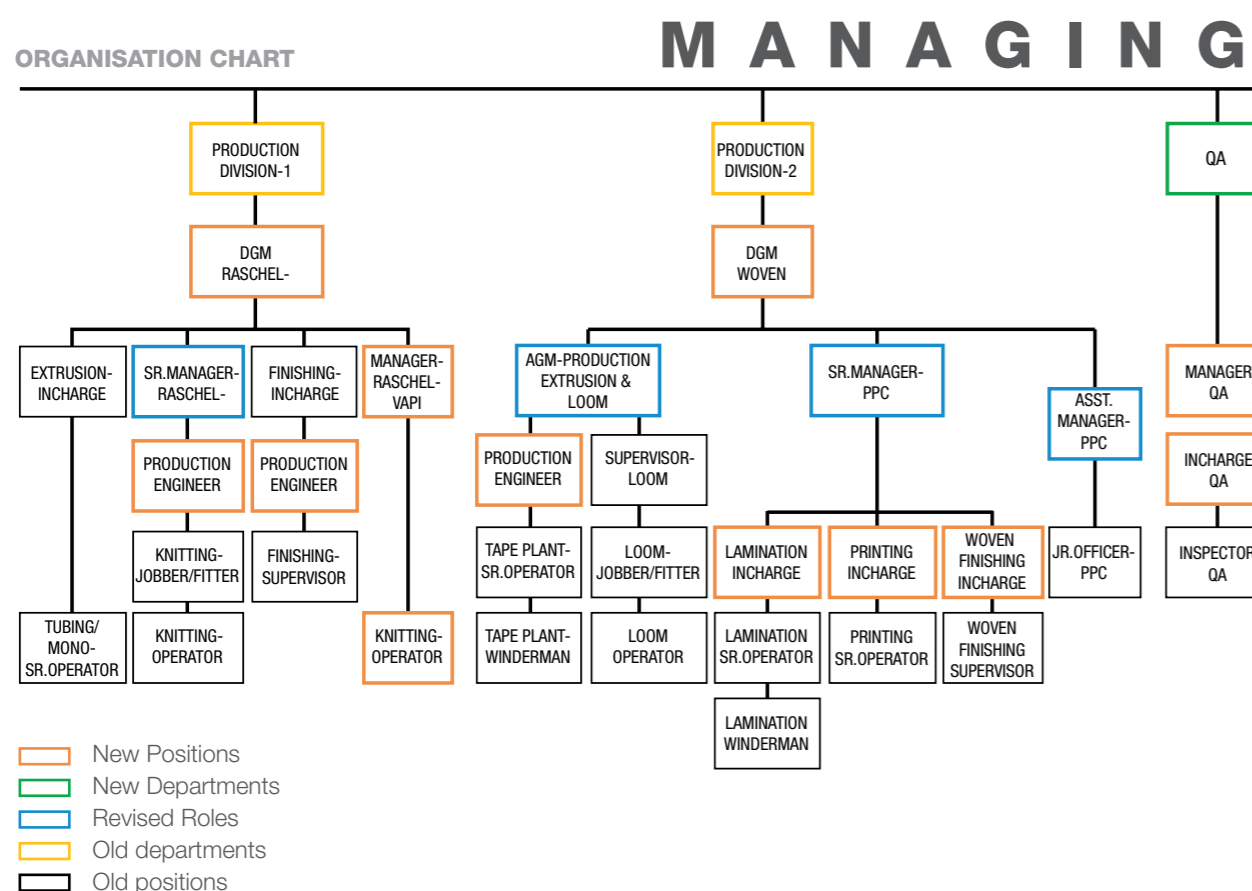 ORGANISATION CHART
MANAGING
PRODUCTION
DIVISION-1
PRODUCTION
DIVISION-2
QA
DGM
RASCHEL-
DGM
WOVEN
EXTRUSION-
INCHARGE
SR.MANAGER-
RASCHEL-
FINISHING-
INCHARGE
MANAGER-
RASCHEL-
VAPI
AGM-PRODUCTION
EXTRUSION &
LOOM
SR.MANAGER-
PPC
ASST.
MANAGER-
PPC
MANAGER
QA
PRODUCTION
ENGINEER
PRODUCTION
ENGINEER
PRODUCTION
ENGINEER
SUPERVISOR-
LOOM
INCHARGE
QA
KNITTING-
JOBBER/FITTER
FINISHING-
SUPERVISOR
TAPE PLANT-
SR.OPERATOR
LOOM-
JOBBER/FITTER
LAMINATION
INCHARGE
PRINTING
INCHARGE
WOVEN
FINISHING
INCHARGE
JR.OFFICER-
PPC
INSPECTOR
QA
TUBING/
MONO-
SR.OPERATOR
KNITTING-
OPERATOR
KNITTING-
OPERATOR
TAPE PLANT-
WINDERMAN
LOOM
OPERATOR
LAMINATION
SR.OPERATOR
PRINTING
SR.OPERATOR
WOVEN
FINISHING
SUPERVISOR
LAMINATION
WINDERMAN
New Positions
New Departments
Revised Roles
Old departments
Old positions